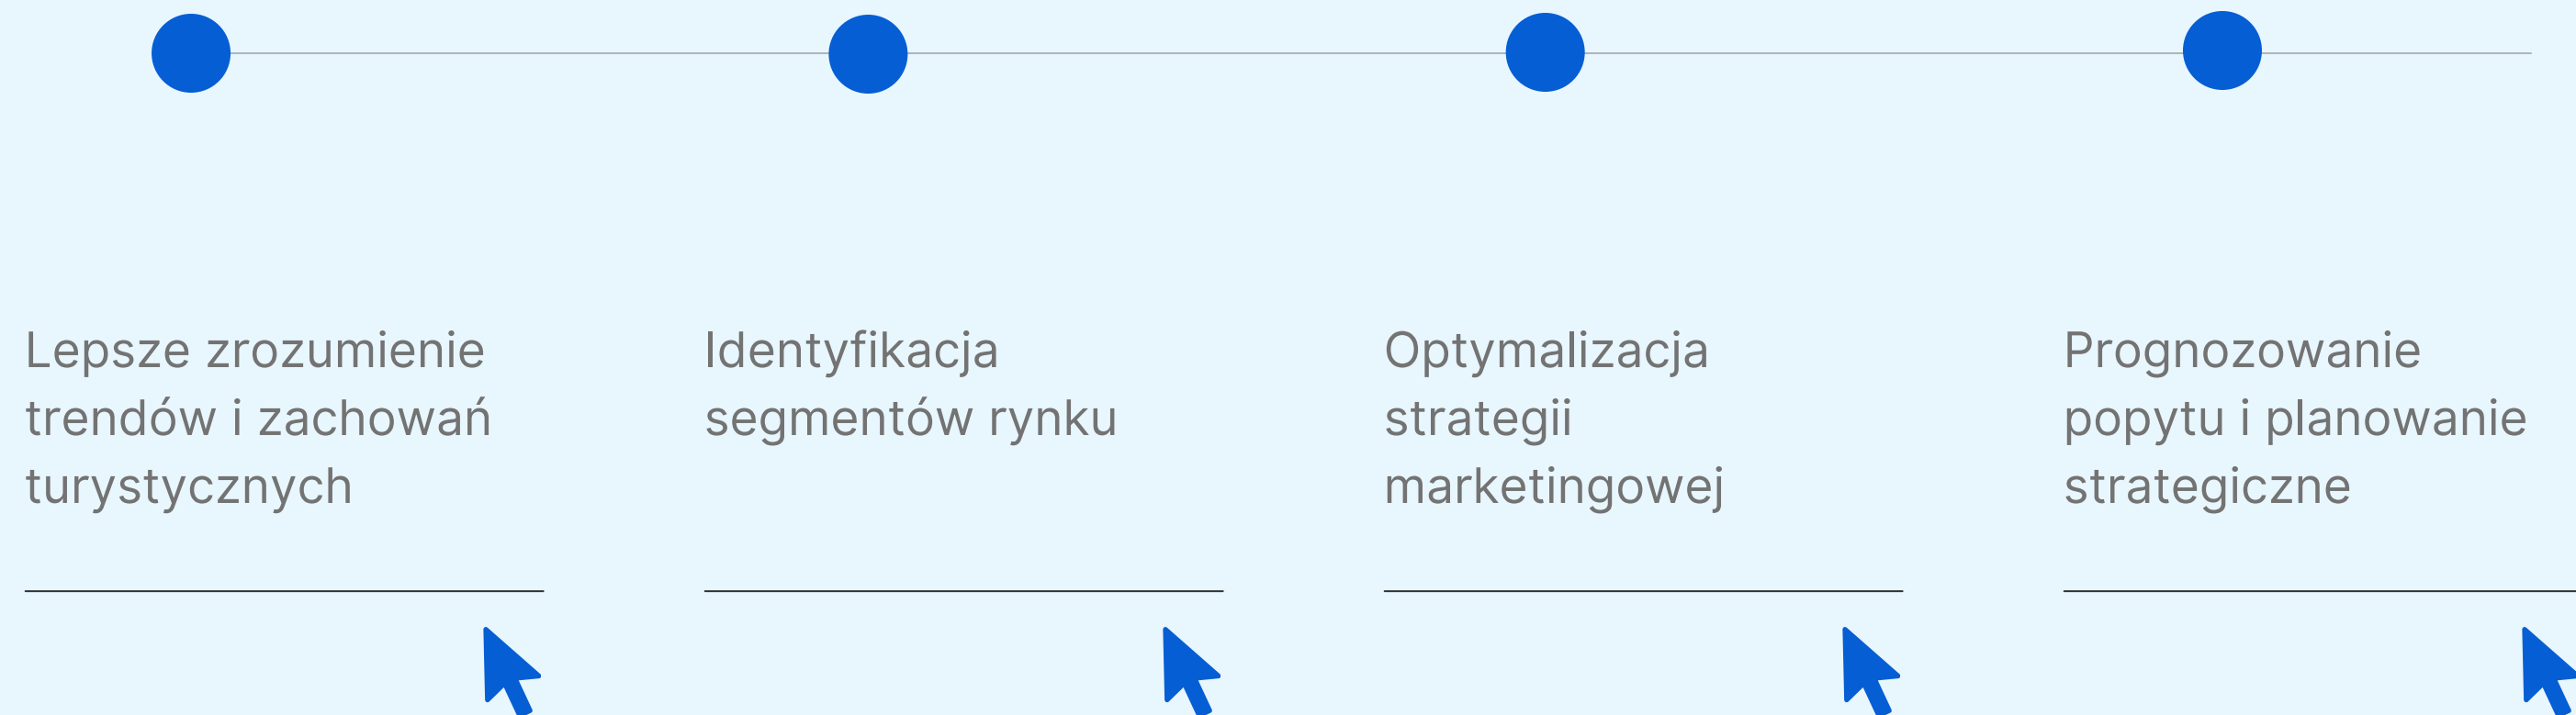 Lepsze zrozumienie
trendów i zachowań
turystycznych
Identyfikacja
segmentów rynku
Optymalizacja
strategii
marketingowej
Prognozowanie
popytu i planowanie
strategiczne